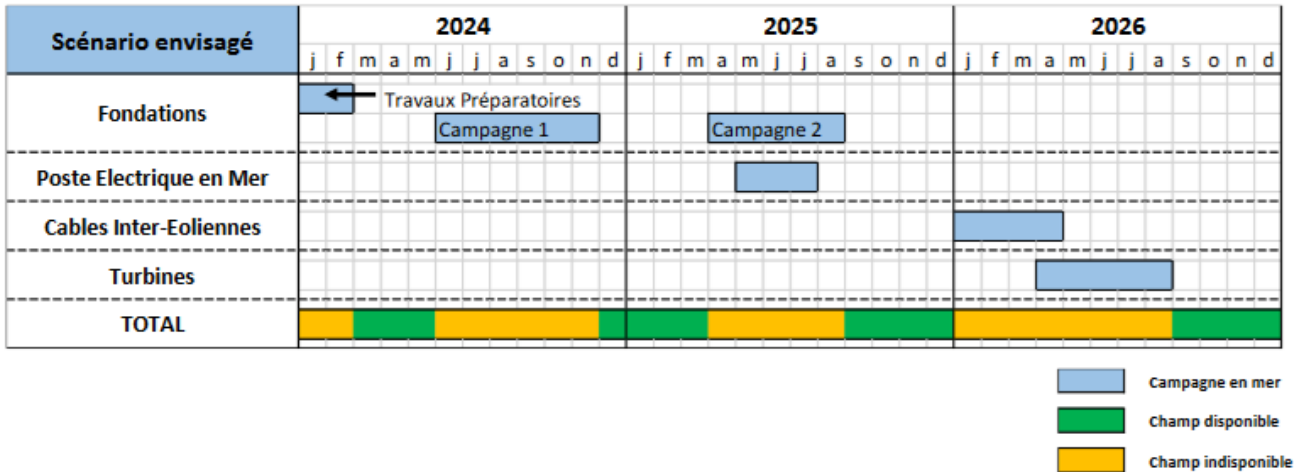 Scénario envisagé 2024 2025 2026
j f m a m j j a s o n d j f m a m j j a s o n d j f m a m j j a s o n d
Fondations
Travaux Préparatoires
Campagne 1 Campagne 2
Poste Electrique en Mer
Cables Inter-Eoliennes
Turbines
TOTAL
Campagne en mer
Champ disponible
Champ indisponible